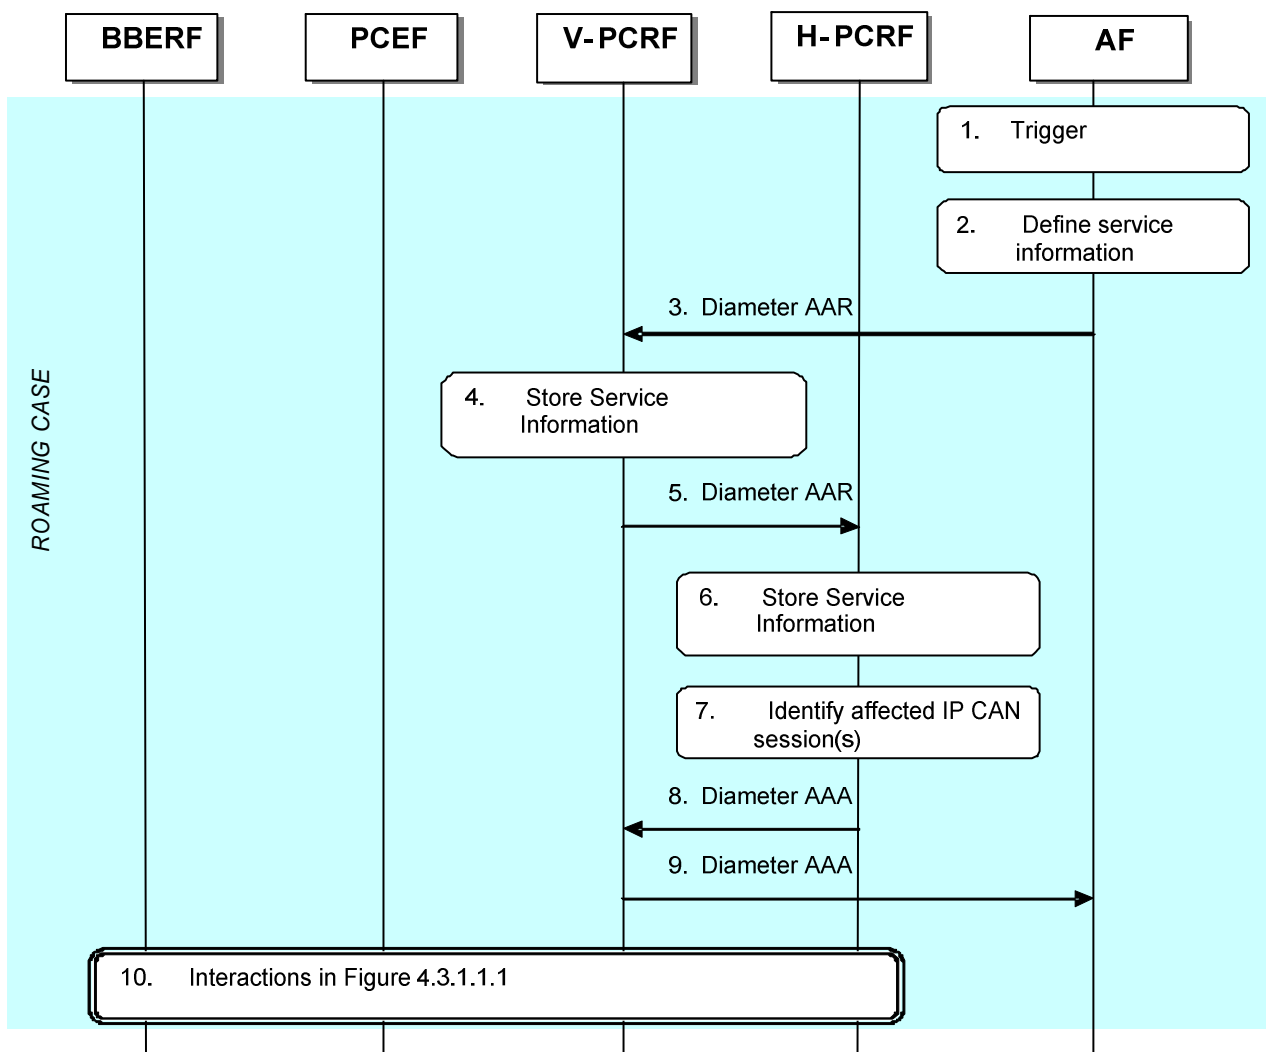 BBERF
PCEF
V-PCRF
H-PCRF
AF
1. Trigger
2. Define service
information
3. Diameter AAR
ROAMING CASE
4. Store Service
Information
5. Diameter AAR
6. Store Service
Information
7. Identify affected IP CAN
session(s)
8. Diameter AAA
9. Diameter AAA
10. Interactions in Figure 4.3.1.1.1